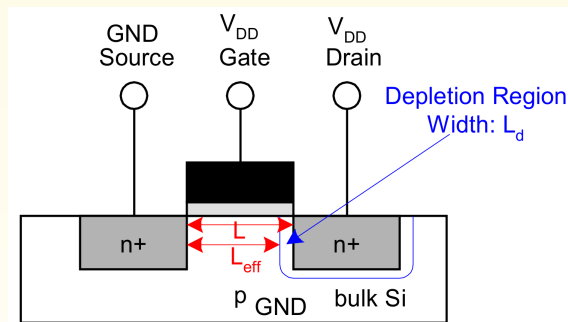 GND
Source
V_DD
Gate
V_DD
Drain
Depletion Region
Width: L_d
L
L_eff
n+
n+
p
GND
bulk Si